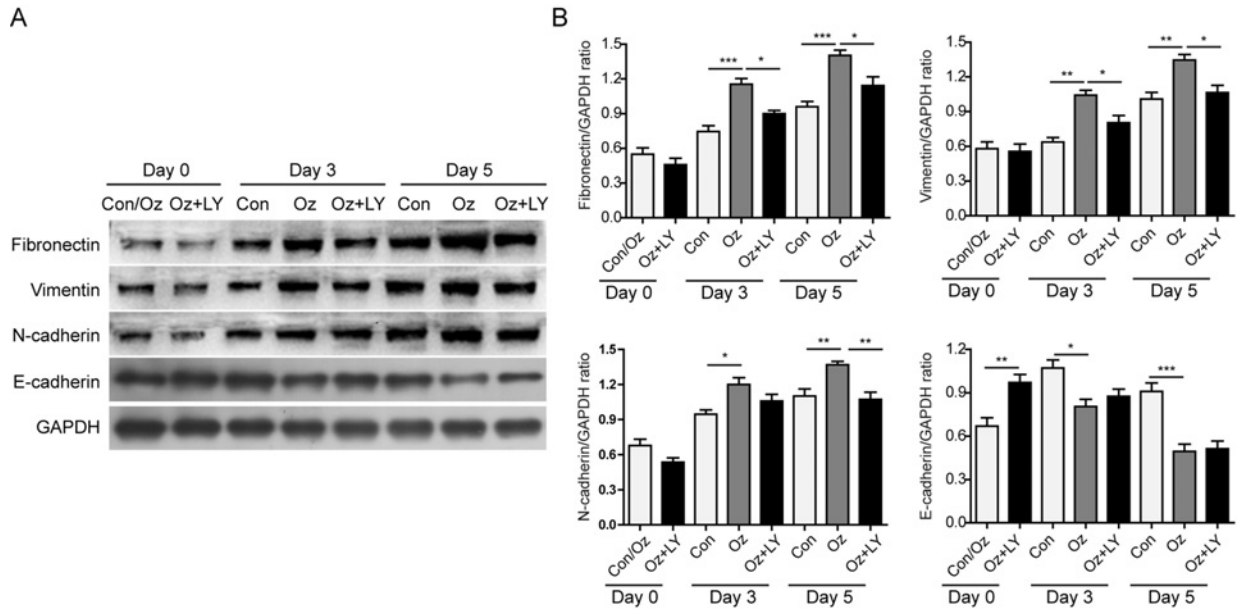 A
Day 0 Day 3 Day 5
Con/Oz Oz+LY Con Oz Oz+LY Con Oz Oz+LY
Fibronectin
Vimentin
N-cadherin
E-cadherin
GAPDH
B
Fibronectin/GAPDH ratio
1.5
1.2
0.9
0.6
0.3
0.0
*** * *** *
Con/Oz Oz+LY Con Oz Oz+LY Con Oz Oz+LY
Day 0 Day 3 Day 5
Vimentin/GAPDH ratio
1.5
1.2
0.9
0.6
0.3
0.0
** * ** *
Con/Oz Oz+LY Con Oz Oz+LY Con Oz Oz+LY
Day 0 Day 3 Day 5
N-cadherin/GAPDH ratio
1.5
1.2
0.9
0.6
0.3
0.0
* ** **
Con/Oz Oz+LY Con Oz Oz+LY Con Oz Oz+LY
Day 0 Day 3 Day 5
E-cadherin/GAPDH ratio
1.2
0.9
0.6
0.3
0.0
** * ***
Con/Oz Oz+LY Con Oz Oz+LY Con Oz Oz+LY
Day 0 Day 3 Day 5